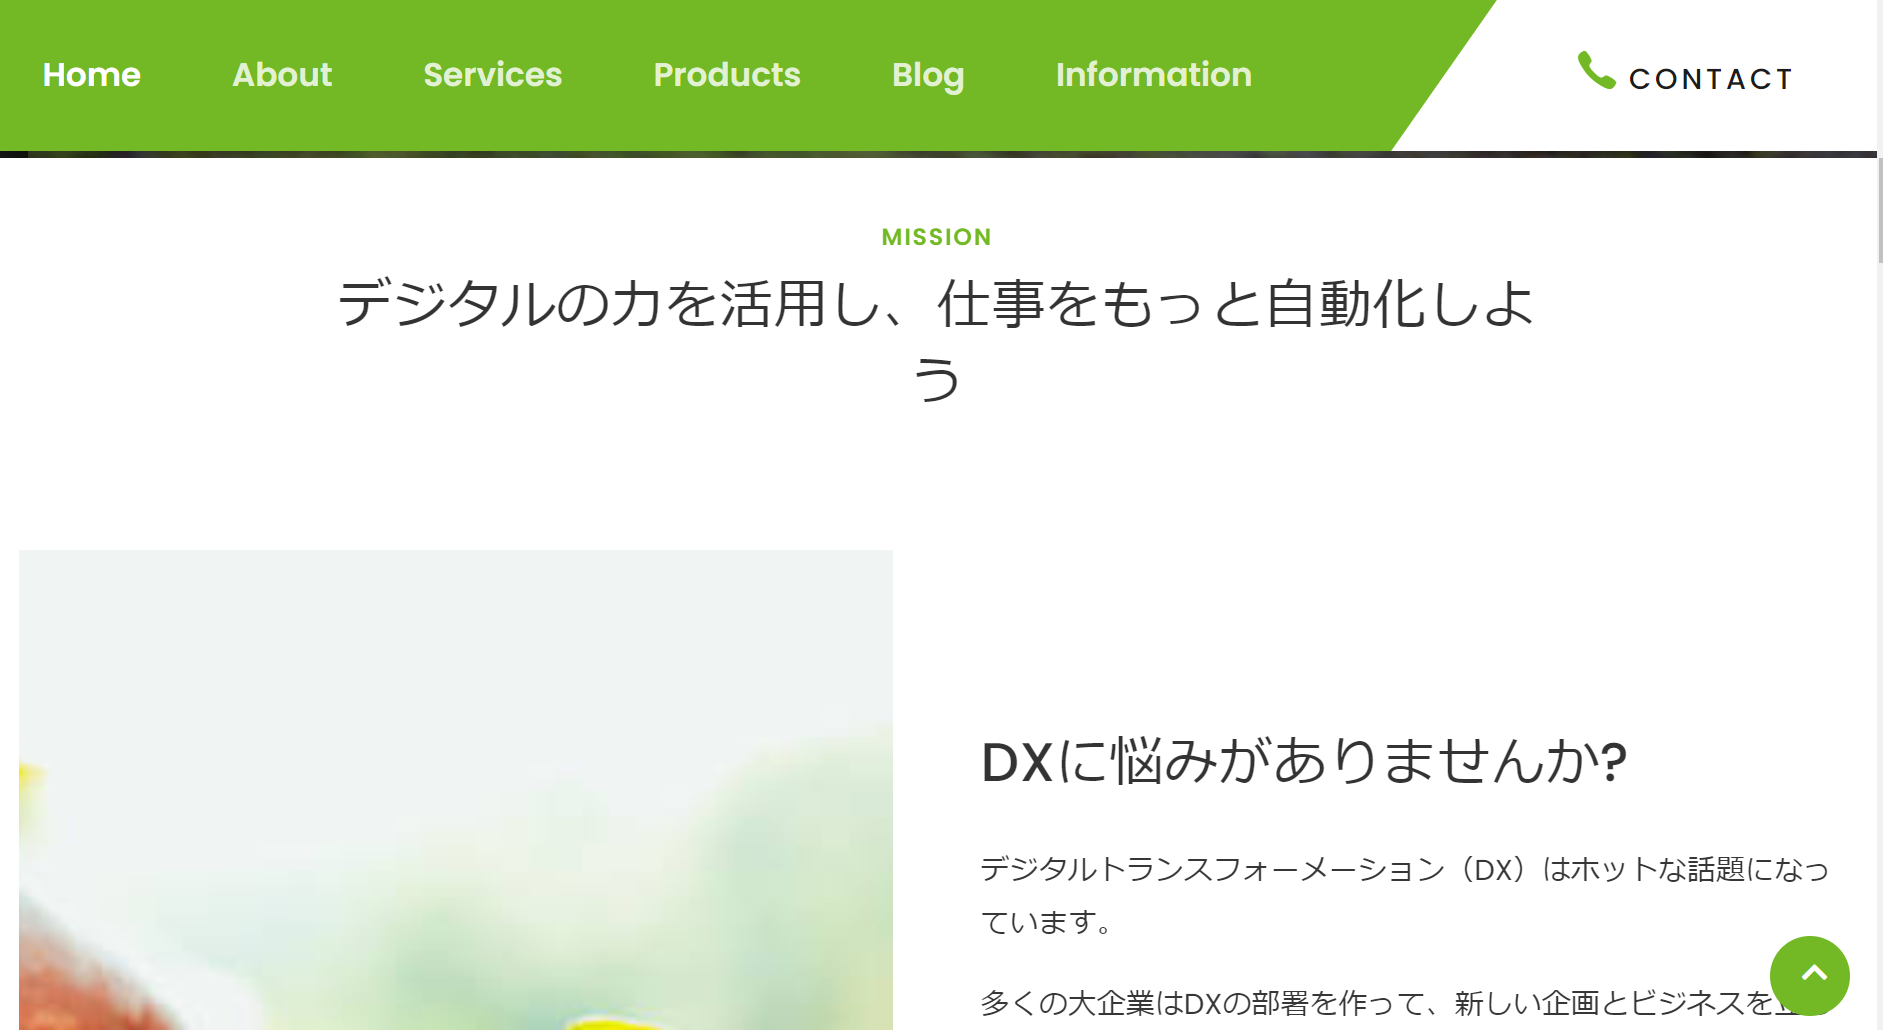 Home About Services Products Blog Information CONTACT
MISSION
デジタルの力を活用し、仕事をもっと自動化しよ
う
DXに悩みがありませんか?
デジタルトランスフォーメーション（DX）はホットな話題になっ
ています。
多くの大企業はDXの部署を作って、新しい企画とビジネスを